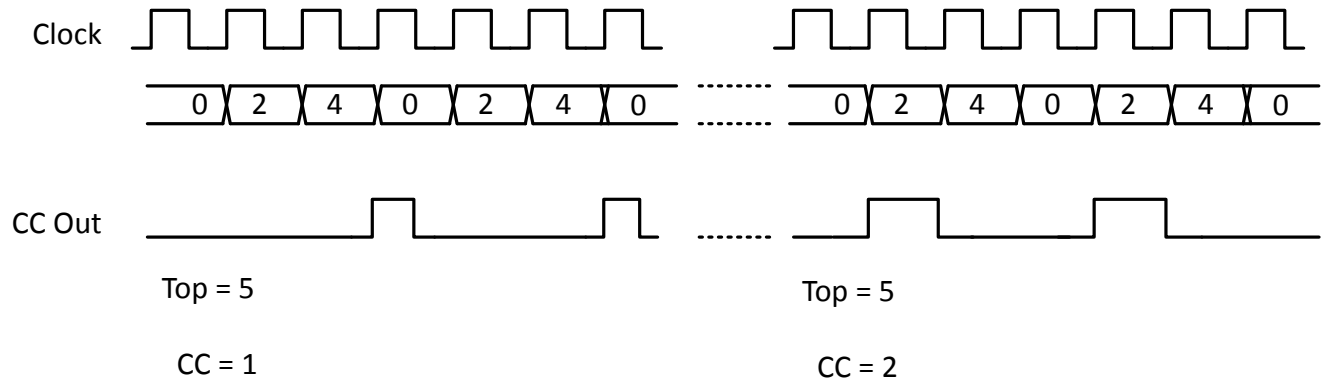 Clock
0 2 4 0 2 4 0 0 2 4 0 2 4 0
CC Out
Top = 5 Top = 5
CC = 1 CC = 2